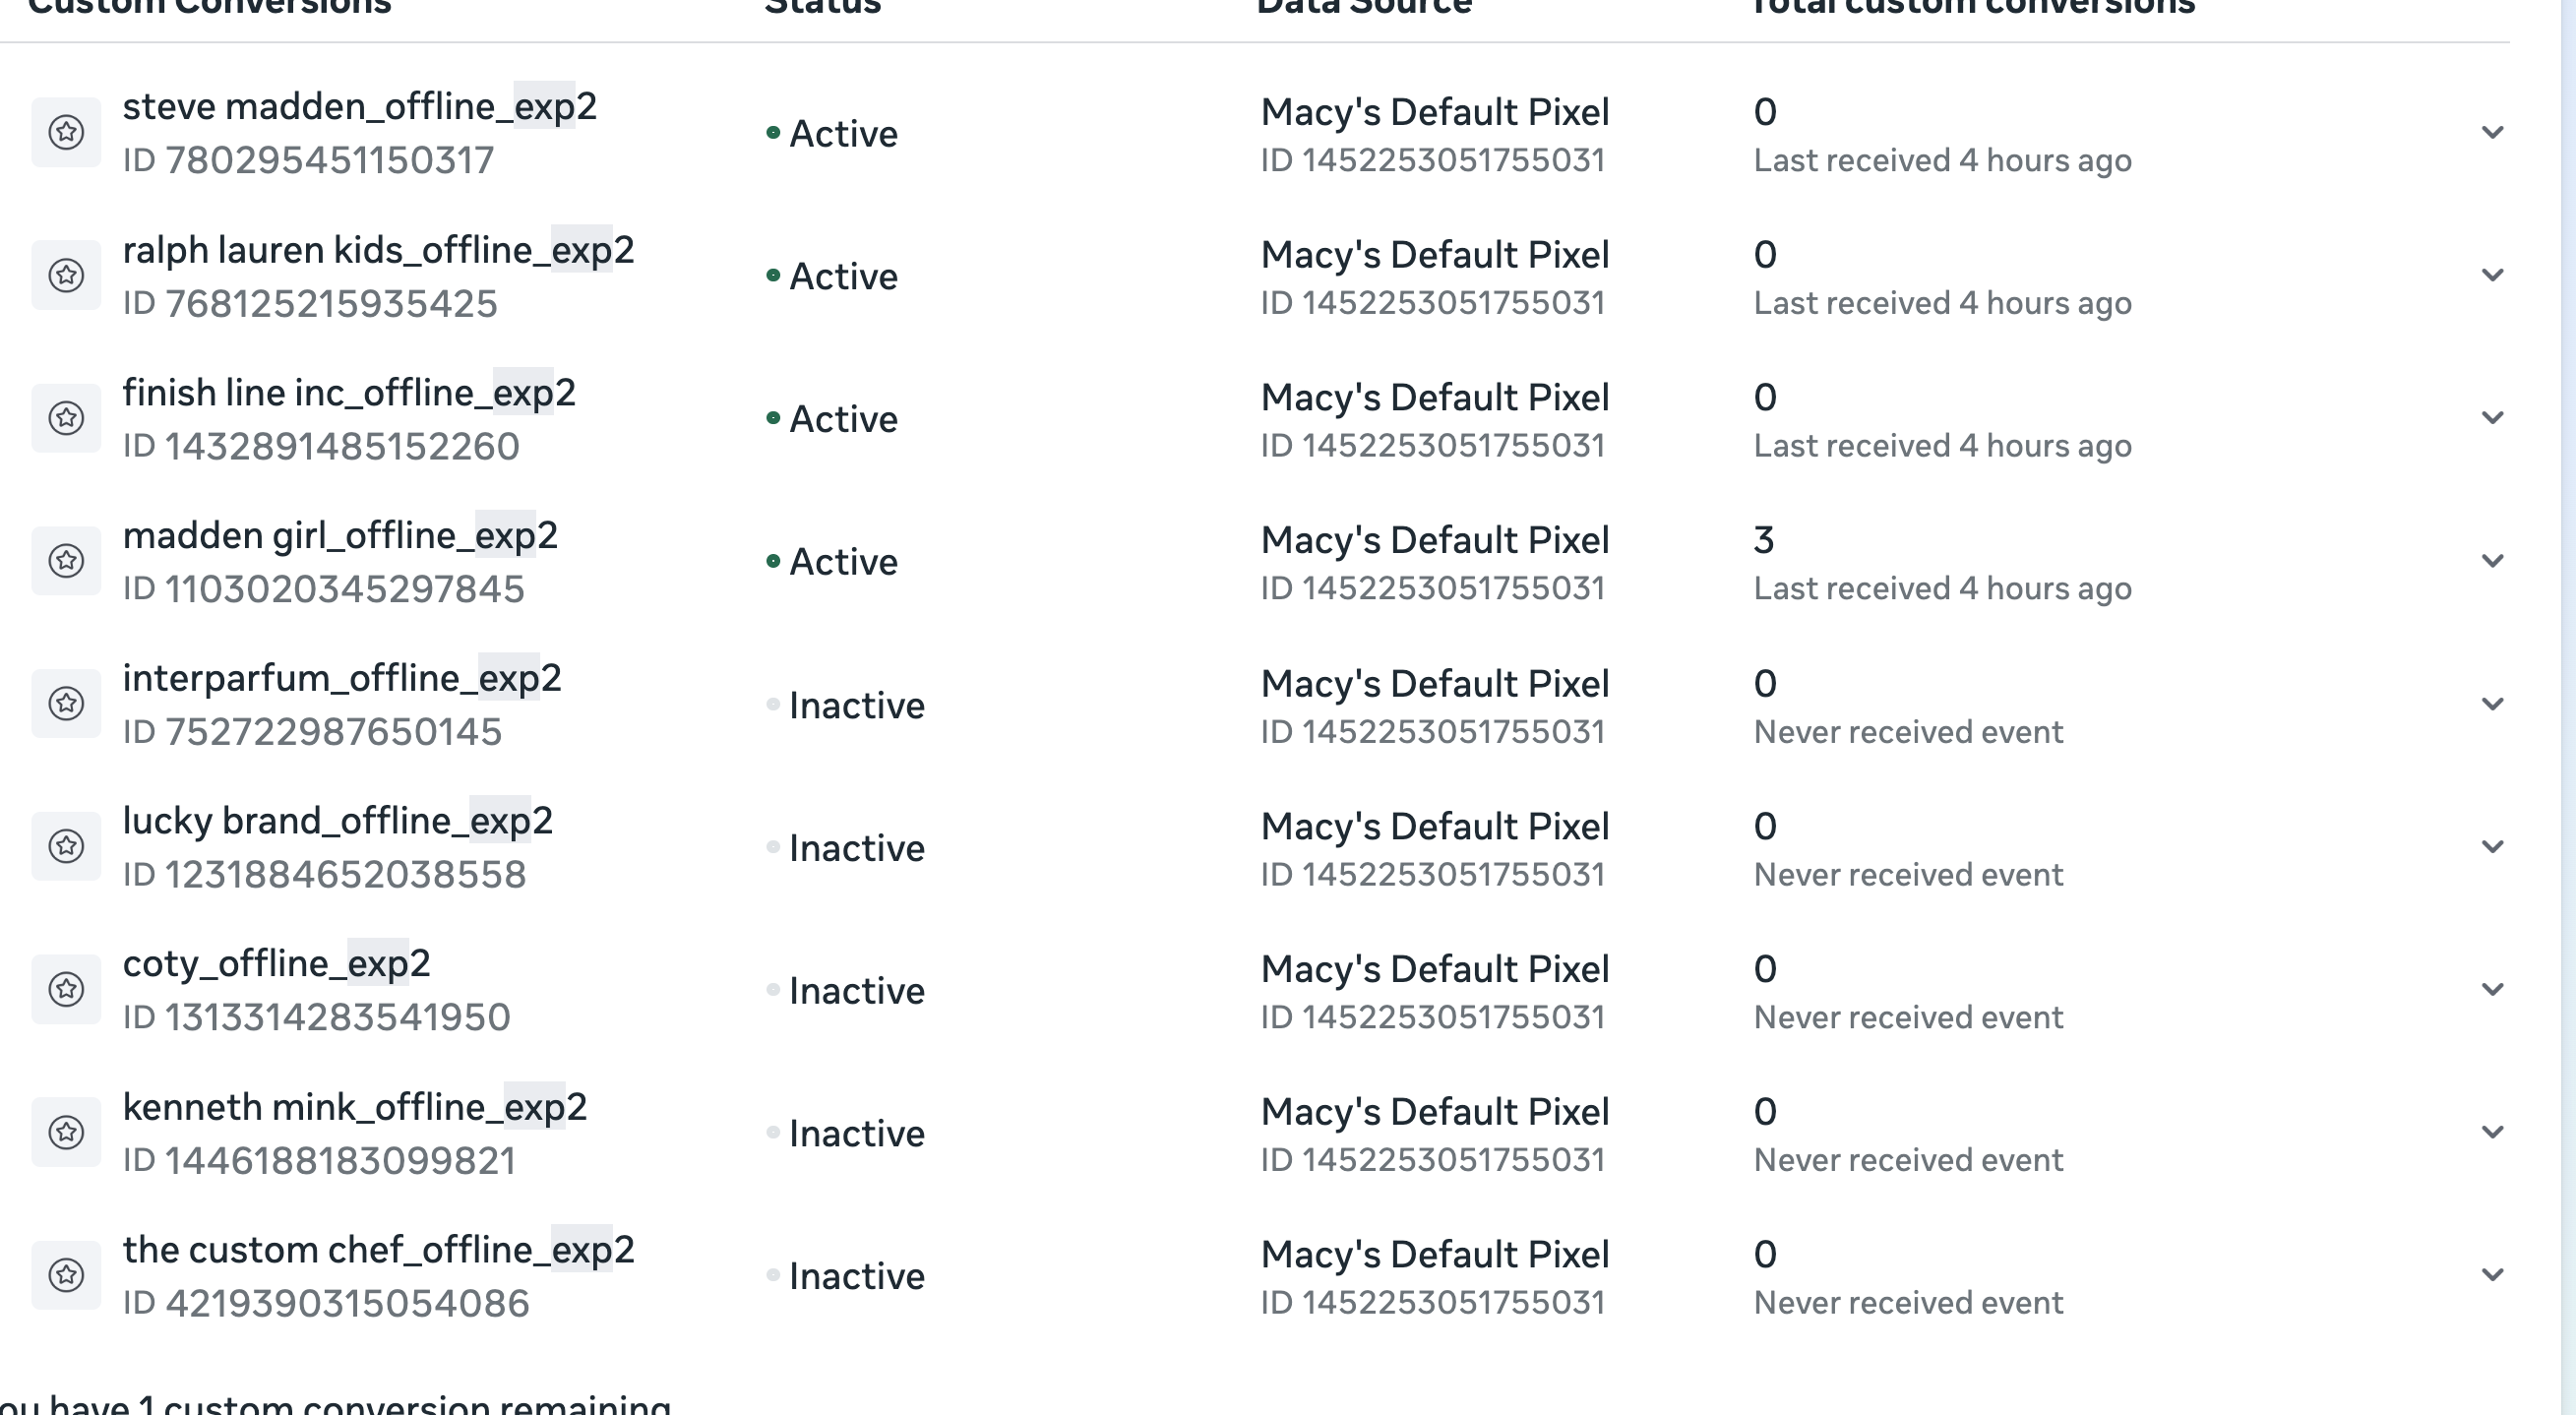 Custom Conversions Status Data Source Total custom conversions
steve madden_offline_exp2
ID 780295451150317
Active
Macy's Default Pixel
ID 1452253051755031
0
Last received 4 hours ago
ralph lauren kids_offline_exp2
ID 768125215935425
Active
Macy's Default Pixel
ID 1452253051755031
0
Last received 4 hours ago
finish line inc_offline_exp2
ID 1432891485152260
Active
Macy's Default Pixel
ID 1452253051755031
0
Last received 4 hours ago
madden girl_offline_exp2
ID 1103020345297845
Active
Macy's Default Pixel
ID 1452253051755031
3
Last received 4 hours ago
interparfum_offline_exp2
ID 752722987650145
Inactive
Macy's Default Pixel
ID 1452253051755031
0
Never received event
lucky brand_offline_exp2
ID 1231884652038558
Inactive
Macy's Default Pixel
ID 1452253051755031
0
Never received event
coty_offline_exp2
ID 1313314283541950
Inactive
Macy's Default Pixel
ID 1452253051755031
0
Never received event
kenneth mink_offline_exp2
ID 1446188183099821
Inactive
Macy's Default Pixel
ID 1452253051755031
0
Never received event
the custom chef_offline_exp2
ID 4219390315054086
Inactive
Macy's Default Pixel
ID 1452253051755031
0
Never received event
ou have 1 custom conversion remaining